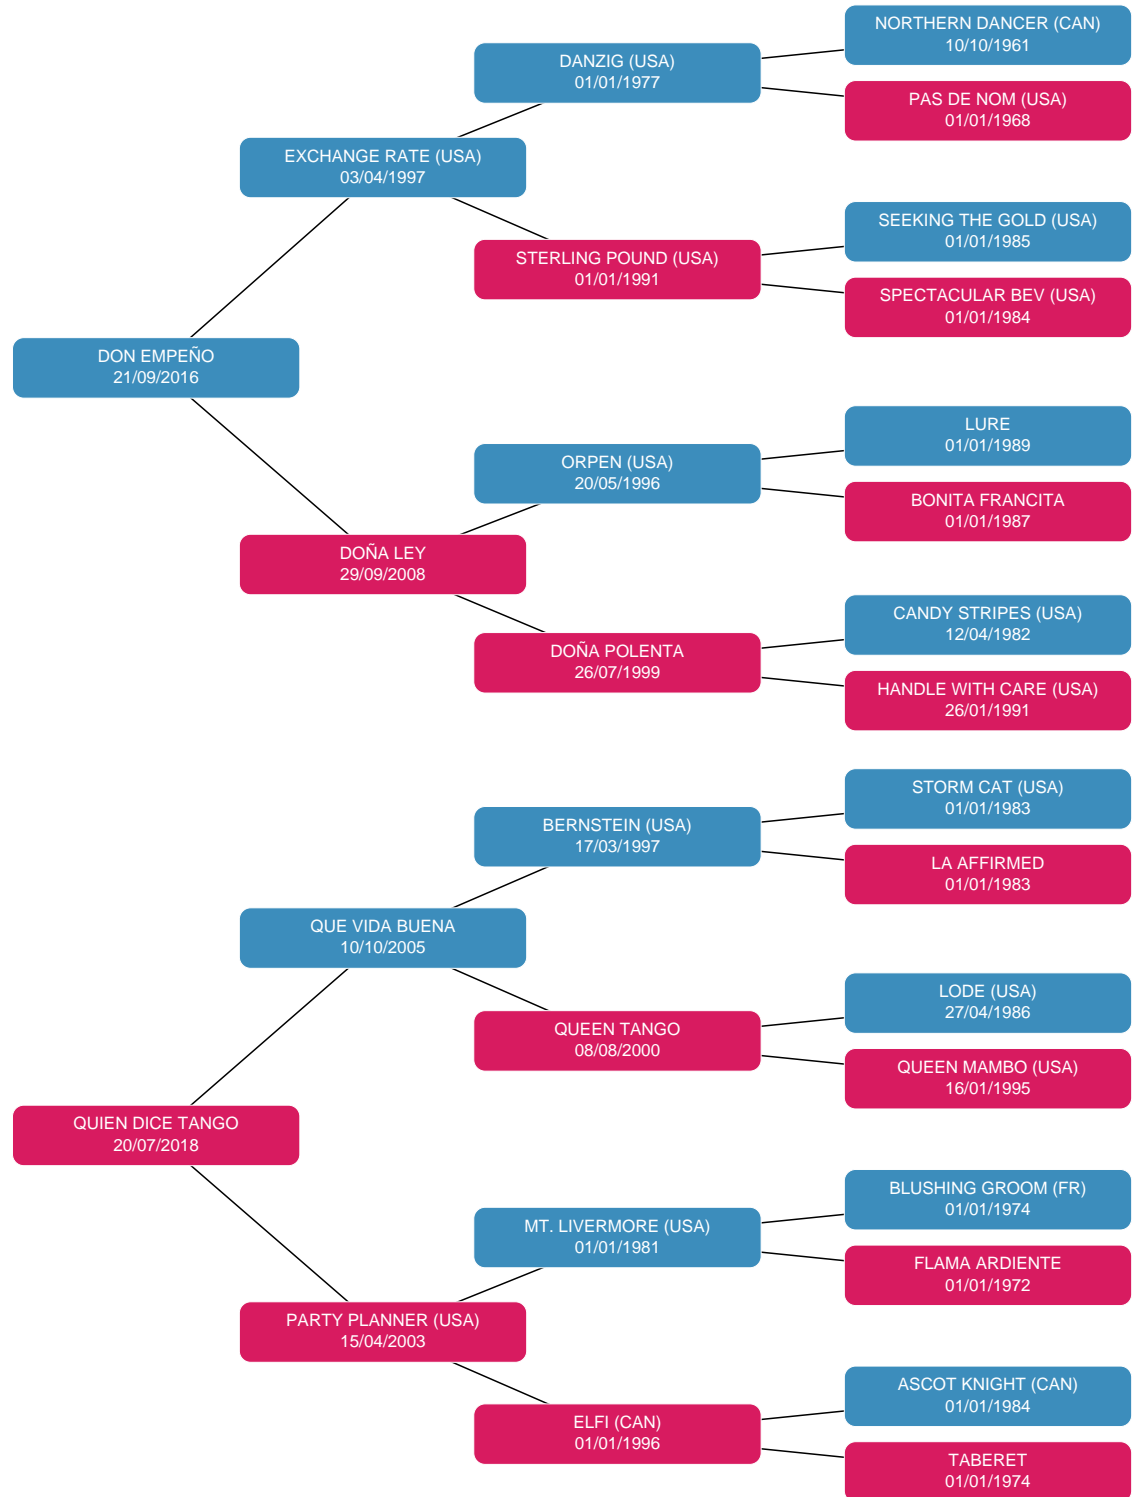 NORTHERN DANCER (CAN)
10/10/1961
DANZIG (USA)
01/01/1977
PAS DE NOM (USA)
01/01/1968
EXCHANGE RATE (USA)
03/04/1997
SEEKING THE GOLD (USA)
01/01/1985
STERLING POUND (USA)
01/01/1991
SPECTACULAR BEV (USA)
01/01/1984
DON EMPEÑO
21/09/2016
LURE
01/01/1989
ORPEN (USA)
20/05/1996
BONITA FRANCITA
01/01/1987
DOÑA LEY
29/09/2008
CANDY STRIPES (USA)
12/04/1982
DOÑA POLENTA
26/07/1999
HANDLE WITH CARE (USA)
26/01/1991
STORM CAT (USA)
01/01/1983
BERNSTEIN (USA)
17/03/1997
LA AFFIRMED
01/01/1983
QUE VIDA BUENA
10/10/2005
LODE (USA)
27/04/1986
QUEEN TANGO
08/08/2000
QUEEN MAMBO (USA)
16/01/1995
QUIEN DICE TANGO
20/07/2018
BLUSHING GROOM (FR)
01/01/1974
MT. LIVERMORE (USA)
01/01/1981
FLAMA ARDIENTE
01/01/1972
PARTY PLANNER (USA)
15/04/2003
ASCOT KNIGHT (CAN)
01/01/1984
ELFI (CAN)
01/01/1996
TABERET
01/01/1974